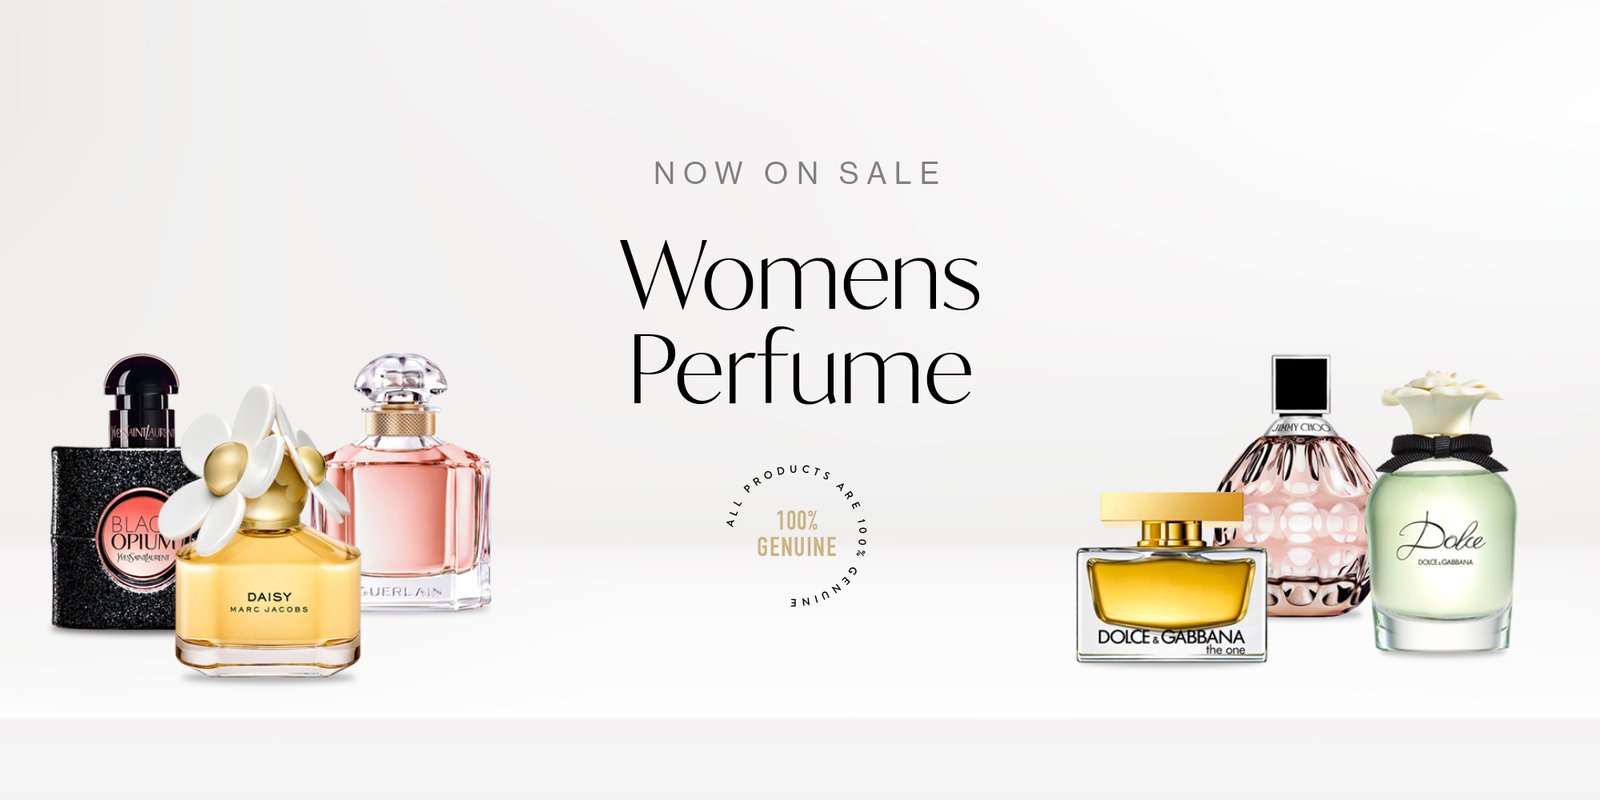 NOW ON SALE
Womens
Perfume
ALL PRODUCTS ARE 100% GENUINE
100%
GENUINE
YVESSAINTLAURENT
BLACK
OPIUM
YVESSAINTLAURENT
DAISY
MARC JACOBS
GUERLAIN
DOLCE & GABBANA
the one
JIMMY CHOO
Dolce
DOLCE & GABBANA